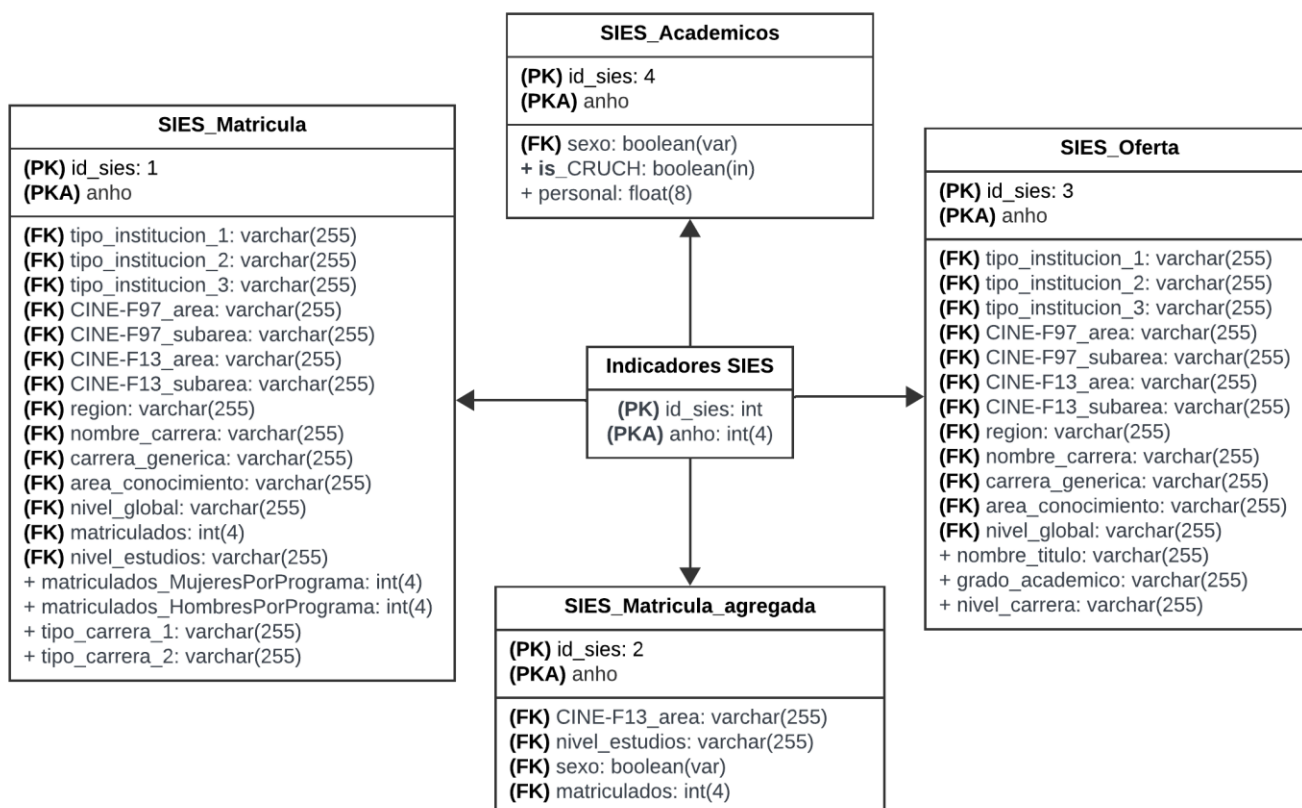 SIES_Academicos
(PK) id_sies: 4
(PKA) anho
(FK) sexo: boolean(var)
+ is_CRUCH: boolean(in)
+ personal: float(8)
SIES_Matricula
(PK) id_sies: 1
(PKA) anho
(FK) tipo_institucion_1: varchar(255)
(FK) tipo_institucion_2: varchar(255)
(FK) tipo_institucion_3: varchar(255)
(FK) CINE-F97_area: varchar(255)
(FK) CINE-F97_subarea: varchar(255)
(FK) CINE-F13_area: varchar(255)
(FK) CINE-F13_subarea: varchar(255)
(FK) region: varchar(255)
(FK) nombre_carrera: varchar(255)
(FK) carrera_generica: varchar(255)
(FK) area_conocimiento: varchar(255)
(FK) nivel_global: varchar(255)
(FK) matriculados: int(4)
(FK) nivel_estudios: varchar(255)
+ matriculados_MujeresPorPrograma: int(4)
+ matriculados_HombresPorPrograma: int(4)
+ tipo_carrera_1: varchar(255)
+ tipo_carrera_2: varchar(255)
Indicadores SIES
(PK) id_sies: int
(PKA) anho: int(4)
SIES_Oferta
(PK) id_sies: 3
(PKA) anho
(FK) tipo_institucion_1: varchar(255)
(FK) tipo_institucion_2: varchar(255)
(FK) tipo_institucion_3: varchar(255)
(FK) CINE-F97_area: varchar(255)
(FK) CINE-F97_subarea: varchar(255)
(FK) CINE-F13_area: varchar(255)
(FK) CINE-F13_subarea: varchar(255)
(FK) region: varchar(255)
(FK) nombre_carrera: varchar(255)
(FK) carrera_generica: varchar(255)
(FK) area_conocimiento: varchar(255)
(FK) nivel_global: varchar(255)
+ nombre_titulo: varchar(255)
+ grado_academico: varchar(255)
+ nivel_carrera: varchar(255)
SIES_Matricula_agregada
(PK) id_sies: 2
(PKA) anho
(FK) CINE-F13_area: varchar(255)
(FK) nivel_estudios: varchar(255)
(FK) sexo: boolean(var)
(FK) matriculados: int(4)